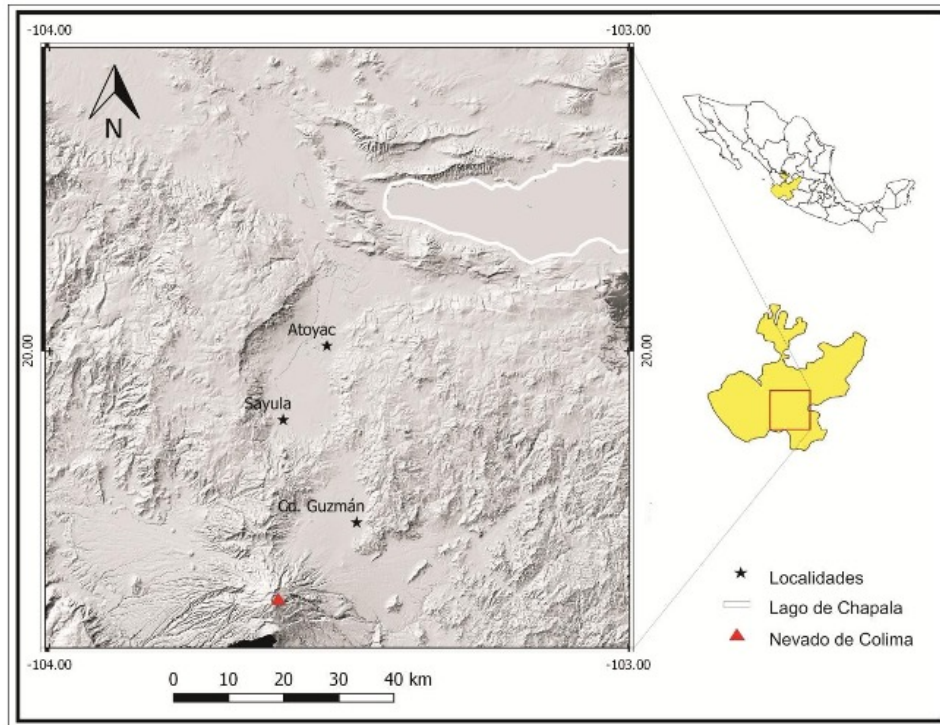 -104.00
-103.00
N
Atoyac
20.00
20.00
Sayula
Cd. Guzmán
Localidades
Lago de Chapala
Nevado de Colima
-104.00
-103.00
0 10 20 30 40 km